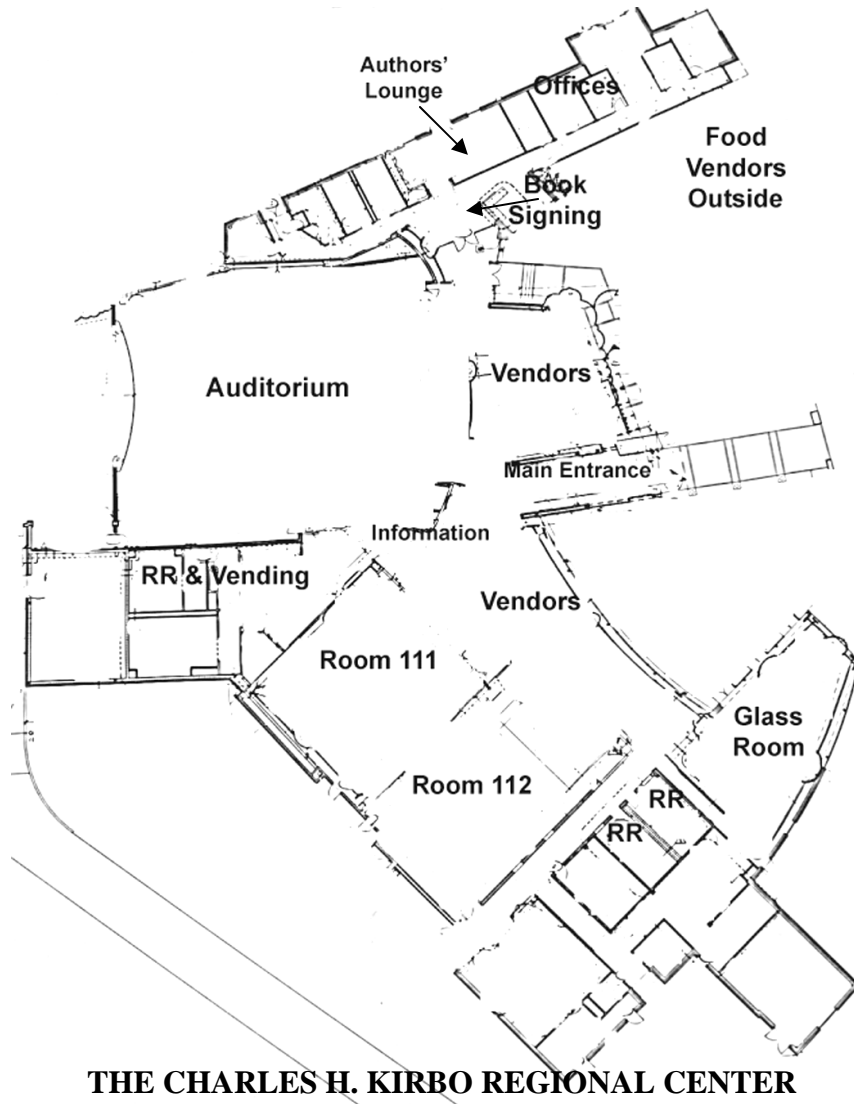 Authors'
Lounge
Offices
Food
Vendors
Outside
Book
Signing
Auditorium
Vendors
Main Entrance
Information
RR & Vending
Vendors
Room 111
Glass
Room
Room 112
RR
RR
THE CHARLES H. KIRBO REGIONAL CENTER